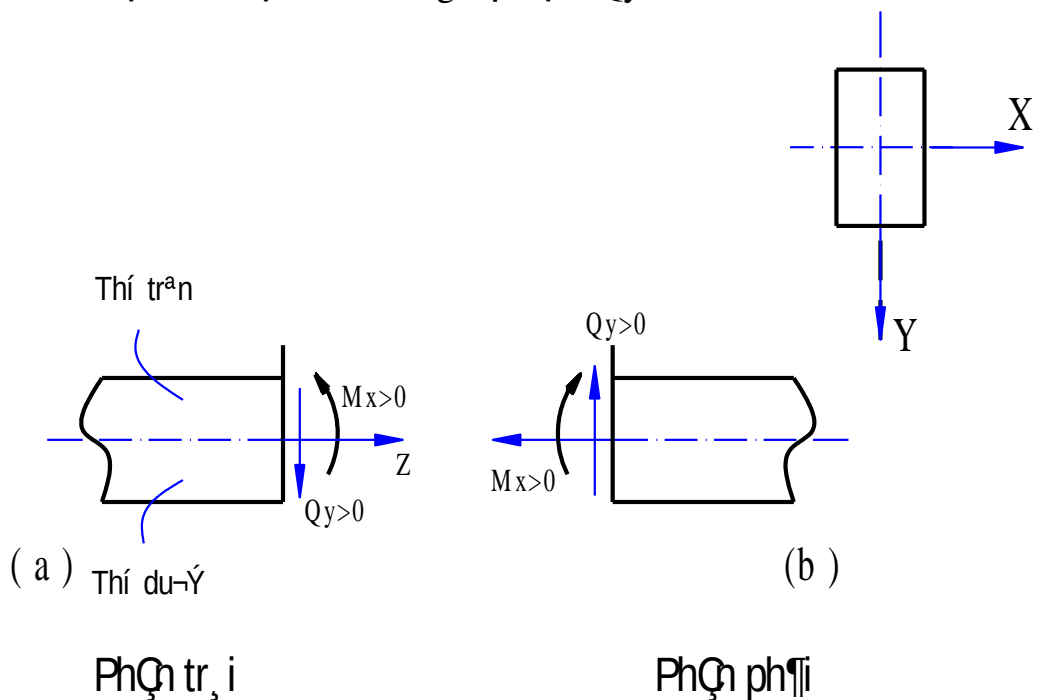 X
Y
Thí trªn
Qy>0
Mx>0
Z
Mx>0
Qy>0
( a )
Thí du¬Ý
(b )
PhÇn tr¸i
PhÇn ph¶i